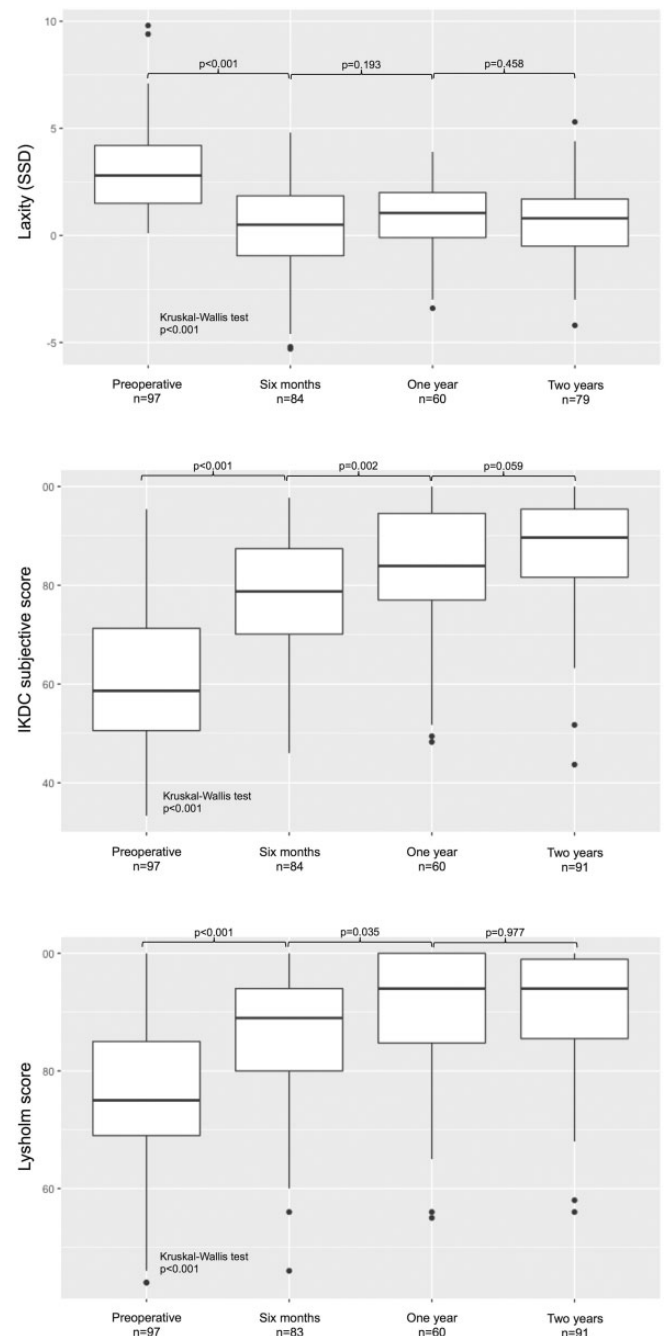 10
p<0.001 p=0.193 p=0.458
5
Laxity (SSD)
0
Kruskal-Wallis test
p<0.001
-5
Preoperative Six months One year Two years
n=97 n=84 n=60 n=79
p<0.001 p=0.002 p=0.059
00
80
IKDC subjective score
60
40
Kruskal-Wallis test
p<0.001
Preoperative Six months One year Two years
n=97 n=84 n=60 n=91
p<0.001 p=0.035 p=0.977
00
80
Lysholm score
60
Kruskal-Wallis test
p<0.001
Preoperative Six months One year Two years
n=97 n=83 n=60 n=91